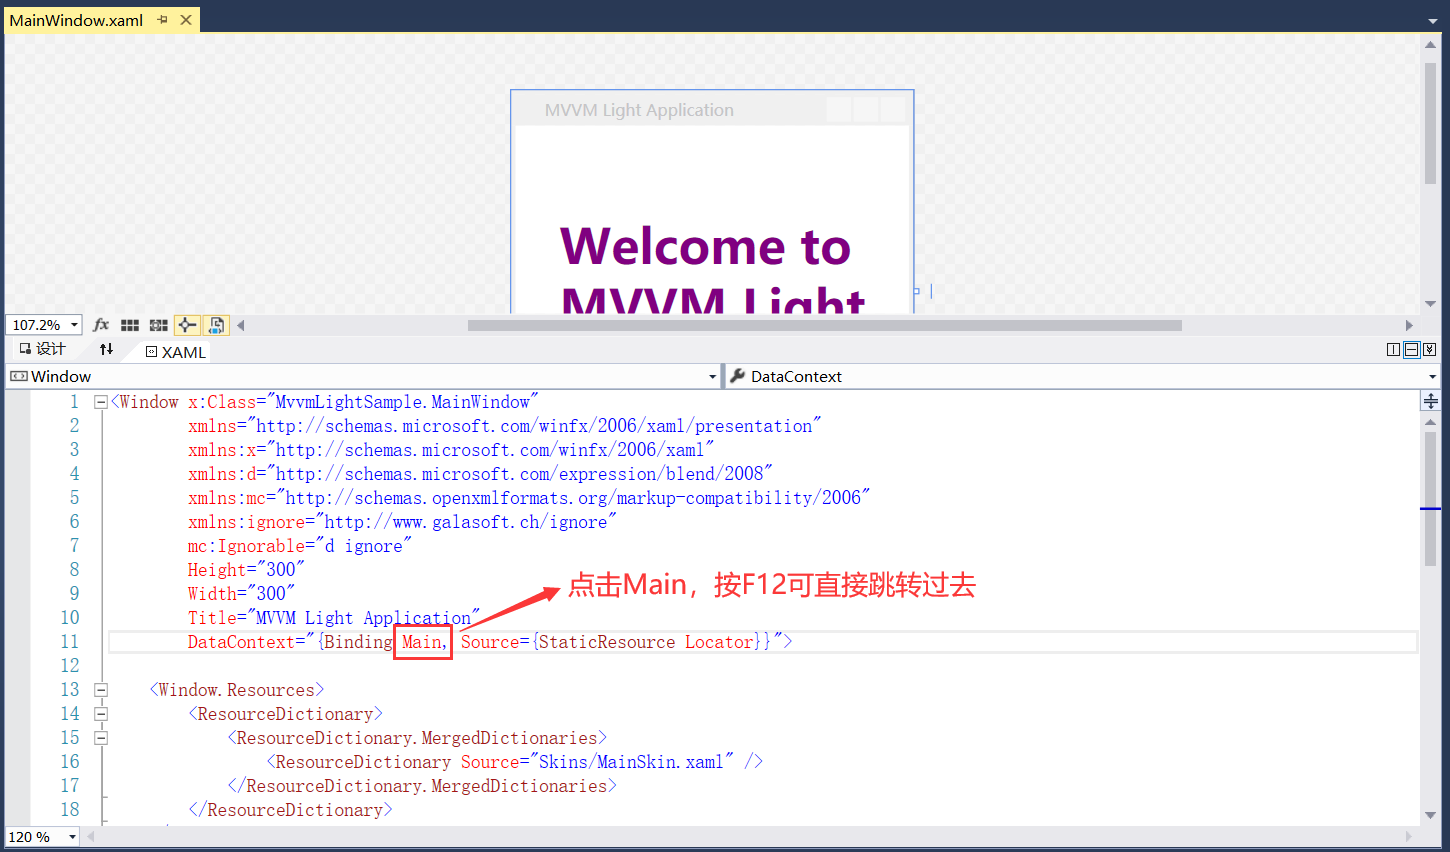 MainWindow.xaml
MVVM Light Application
Welcome to
MVVM Light
107.2%
fx
设计
XAML
Window
DataContext
1 <Window x:Class="MvvmLightSample.MainWindow"
2 xmlns="http://schemas.microsoft.com/winfx/2006/xaml/presentation"
3 xmlns:x="http://schemas.microsoft.com/winfx/2006/xaml"
4 xmlns:d="http://schemas.microsoft.com/expression/blend/2008"
5 xmlns:mc="http://schemas.openxmlformats.org/markup-compatibility/2006"
6 xmlns:ignore="http://www.galasoft.ch/ignore"
7 mc:Ignorable="d ignore"
8 Height="300"
点击Main，按F12可直接跳转过去
9 Width="300"
10 Title="MVVM Light Application"
11 DataContext="{Binding Main, Source={StaticResource Locator}}">
12
13 <Window.Resources>
14 <ResourceDictionary>
15 <ResourceDictionary.MergedDictionaries>
16 <ResourceDictionary Source="Skins/MainSkin.xaml" />
17 </ResourceDictionary.MergedDictionaries>
18 </ResourceDictionary>
120 %